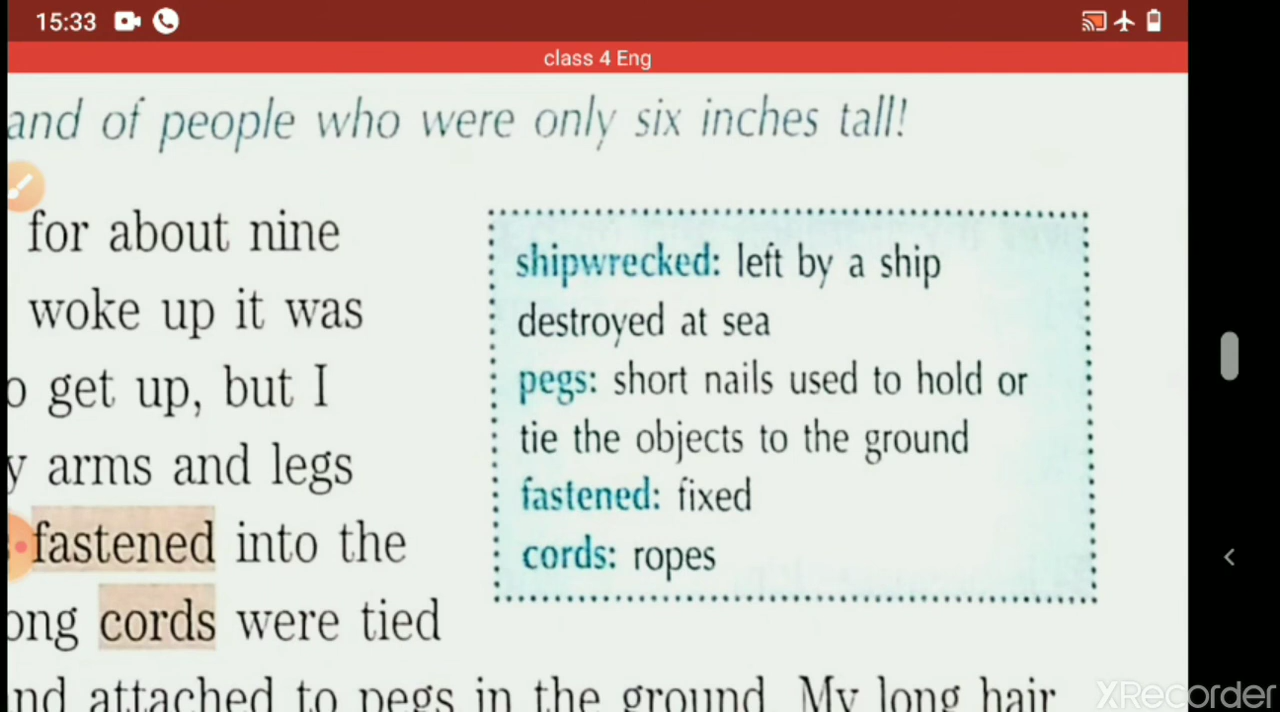 15:33
class 4 Eng
and of people who were only six inches tall!
for about nine
woke up it was
get up, but I
arms and legs
fastened into the
cords were tied
attached to pegs in the ground. My long hair
shipwrecked: left by a ship
destroyed at sea
pegs: short nails used to hold or
tie the objects to the ground
fastened: fixed
cords: ropes
XRecorder